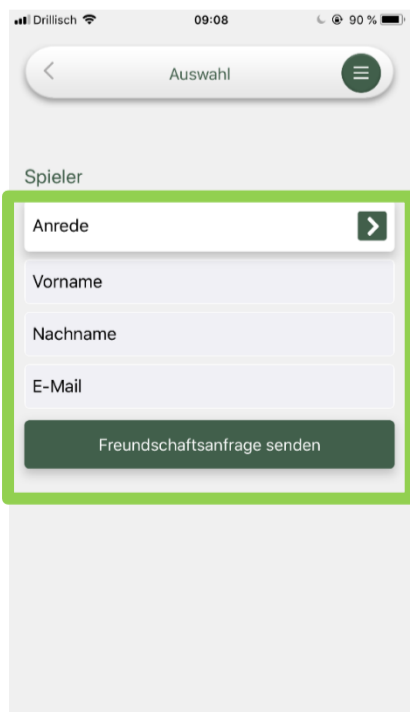 Drillisch 09:08 90 %
Auswahl
Spieler
Anrede
Vorname
Nachname
E-Mail
Freundschaftsanfrage senden